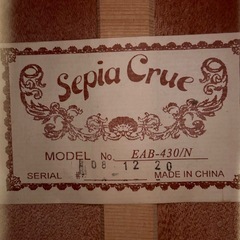 Sepia Crue
MODEL No. EAB-430/N
08 12 20
SERIAL MADE IN CHINA